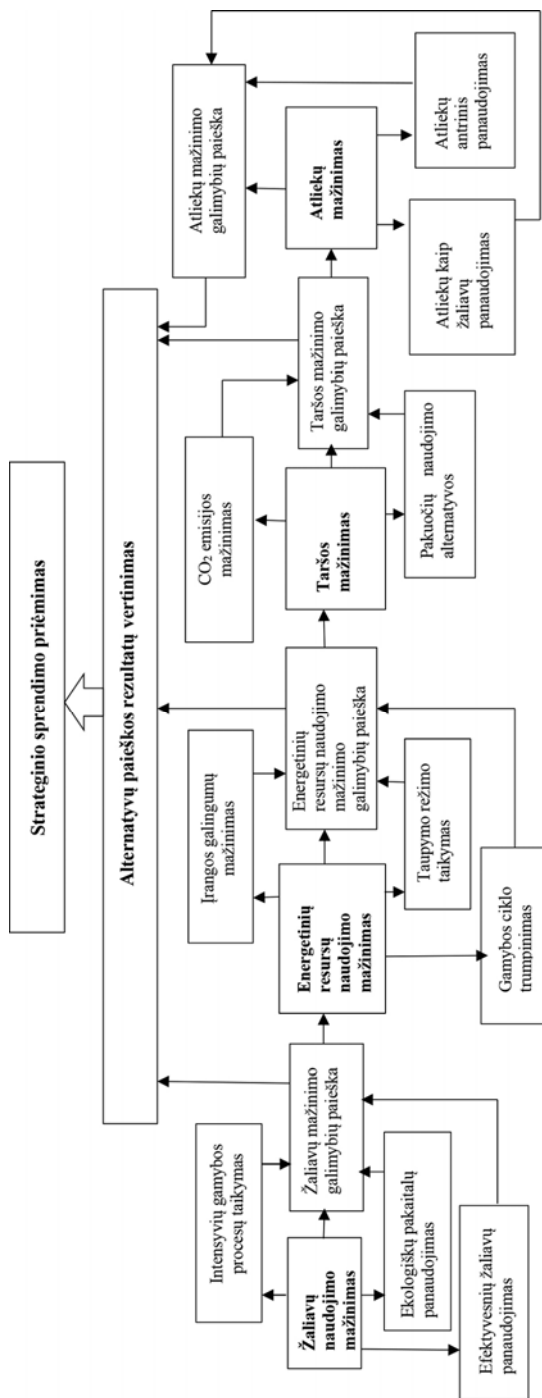 Strateginio sprendimo priėmimas
Alternatyvų paieškos rezultatų vertinimas
Intensyvių gamybos
procesų taikymas
Žaliavų
naudojimo
mažinimas
Žaliavų mažinimo
galimybių paieška
Ekologiškų pakaitalų
panaudojimas
Efektyvesnių žaliavų
panaudojimas
Įrangos galingumų
mažinimas
Energetinių
resursų
naudojimo
mažinimas
Energetinių
resursų naudojimo
mažinimo
galimybių paieška
Taupymo režimo
taikymas
Gamybos ciklo
trumpinimas
CO₂ emisijos
mažinimas
Taršos
mažinimas
Taršos mažinimo
galimybių paieška
Pakuočių naudojimo
alternatyvos
Atliekų mažinimo
galimybių paieška
Atliekų
mažinimas
Atliekų kaip
žaliavų
panaudojimas
Atliekų
antrinis
panaudojimas